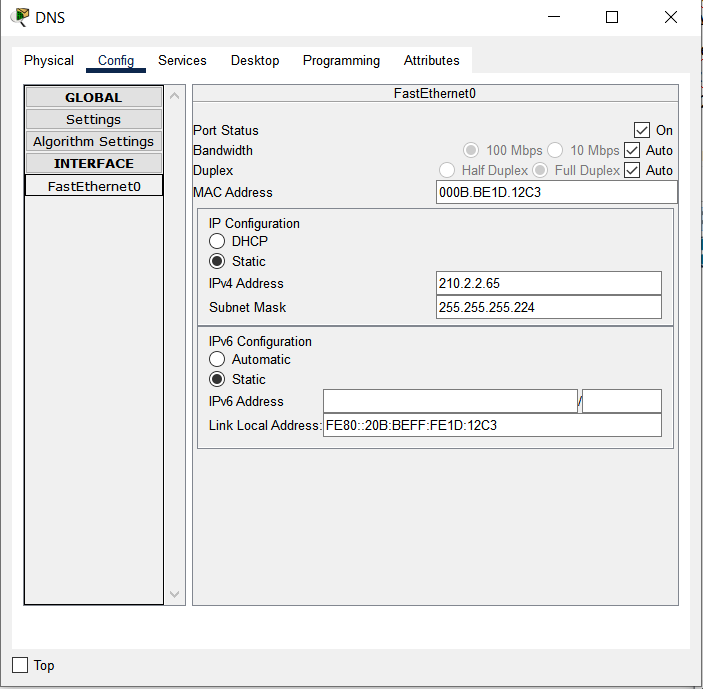 DNS
Physical Config Services Desktop Programming Attributes
GLOBAL
Settings
Algorithm Settings
INTERFACE
FastEthernet0
FastEthernet0
Port Status On
Bandwidth 100 Mbps 10 Mbps Auto
Duplex Half Duplex Full Duplex Auto
MAC Address 000B.BE1D.12C3
IP Configuration
DHCP
Static
IPv4 Address 210.2.2.65
Subnet Mask 255.255.255.224
IPv6 Configuration
Automatic
Static
IPv6 Address /
Link Local Address: FE80::20B:BEFF:FE1D:12C3
Top